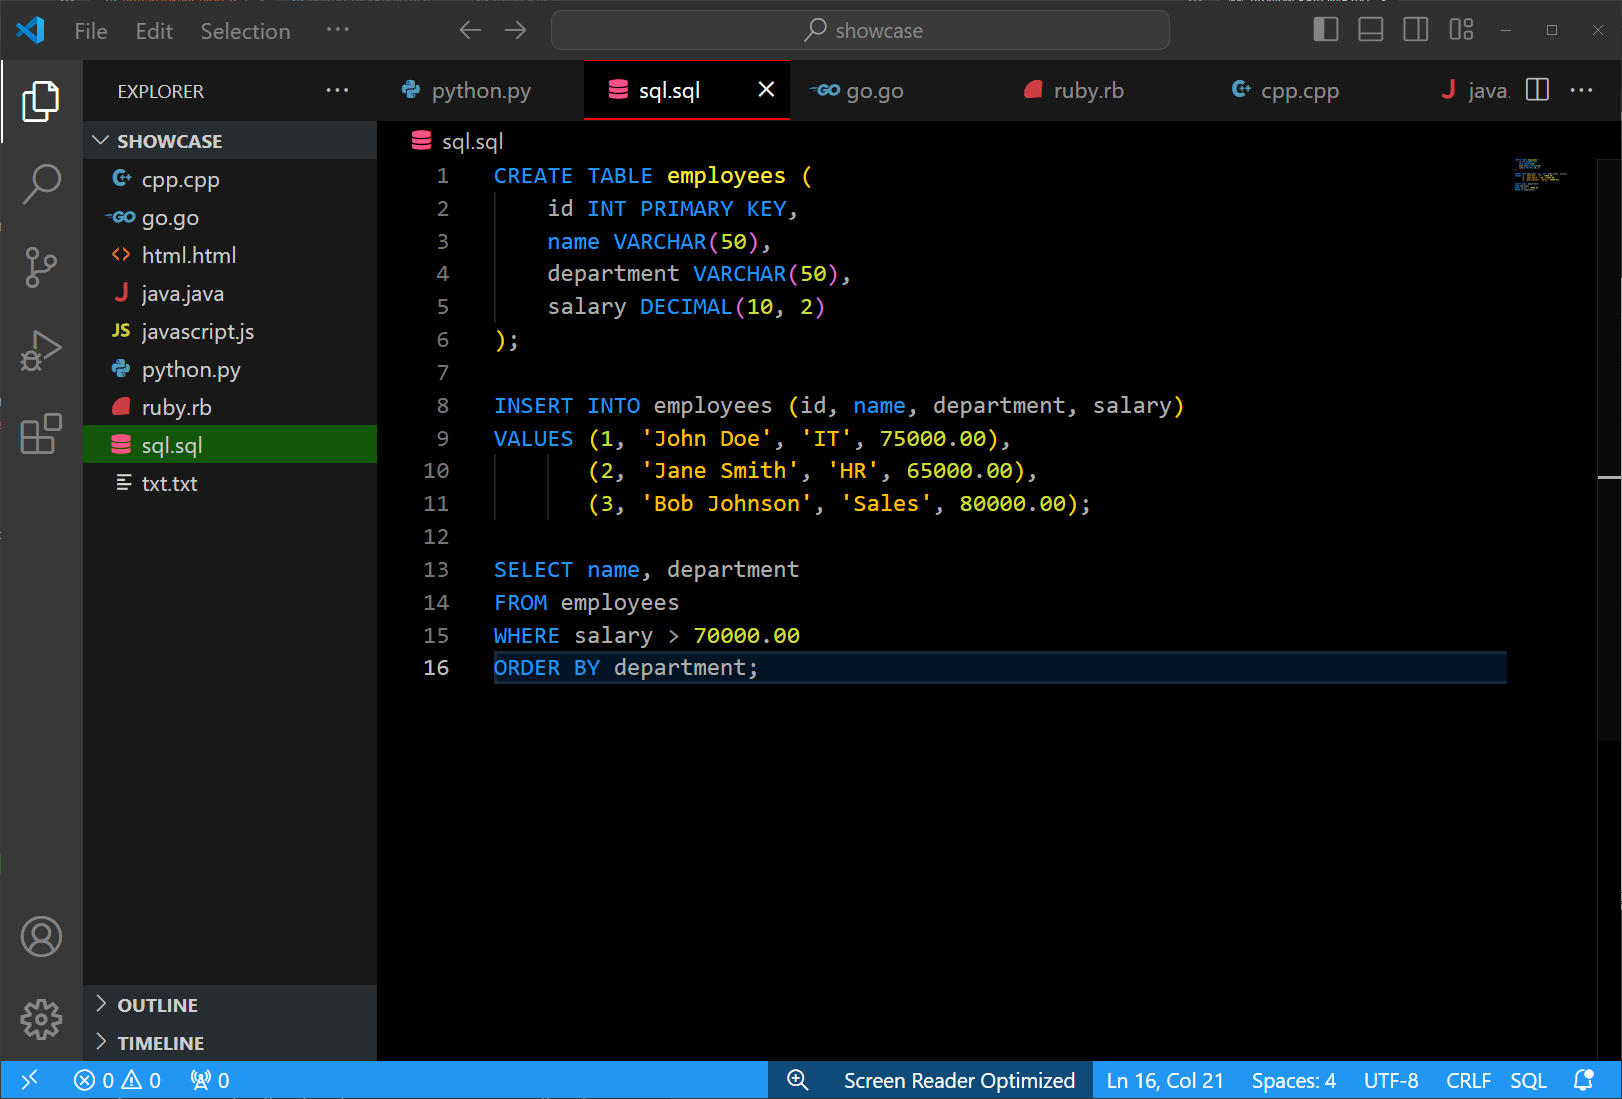 File Edit Selection ··· showcase
EXPLORER ···
python.py sql.sql go.go ruby.rb cpp.cpp java. ···
SHOWCASE
cpp.cpp
go.go
html.html
java.java
JS javascript.js
python.py
ruby.rb
sql.sql
txt.txt
OUTLINE
TIMELINE
sql.sql
1 CREATE TABLE employees (
2     id INT PRIMARY KEY,
3     name VARCHAR(50),
4     department VARCHAR(50),
5     salary DECIMAL(10, 2)
6 );
7
8 INSERT INTO employees (id, name, department, salary)
9 VALUES (1, 'John Doe', 'IT', 75000.00),
10        (2, 'Jane Smith', 'HR', 65000.00),
11        (3, 'Bob Johnson', 'Sales', 80000.00);
12
13 SELECT name, department
14 FROM employees
15 WHERE salary > 70000.00
16 ORDER BY department;
0 0 0 Screen Reader Optimized Ln 16, Col 21 Spaces: 4 UTF-8 CRLF SQL